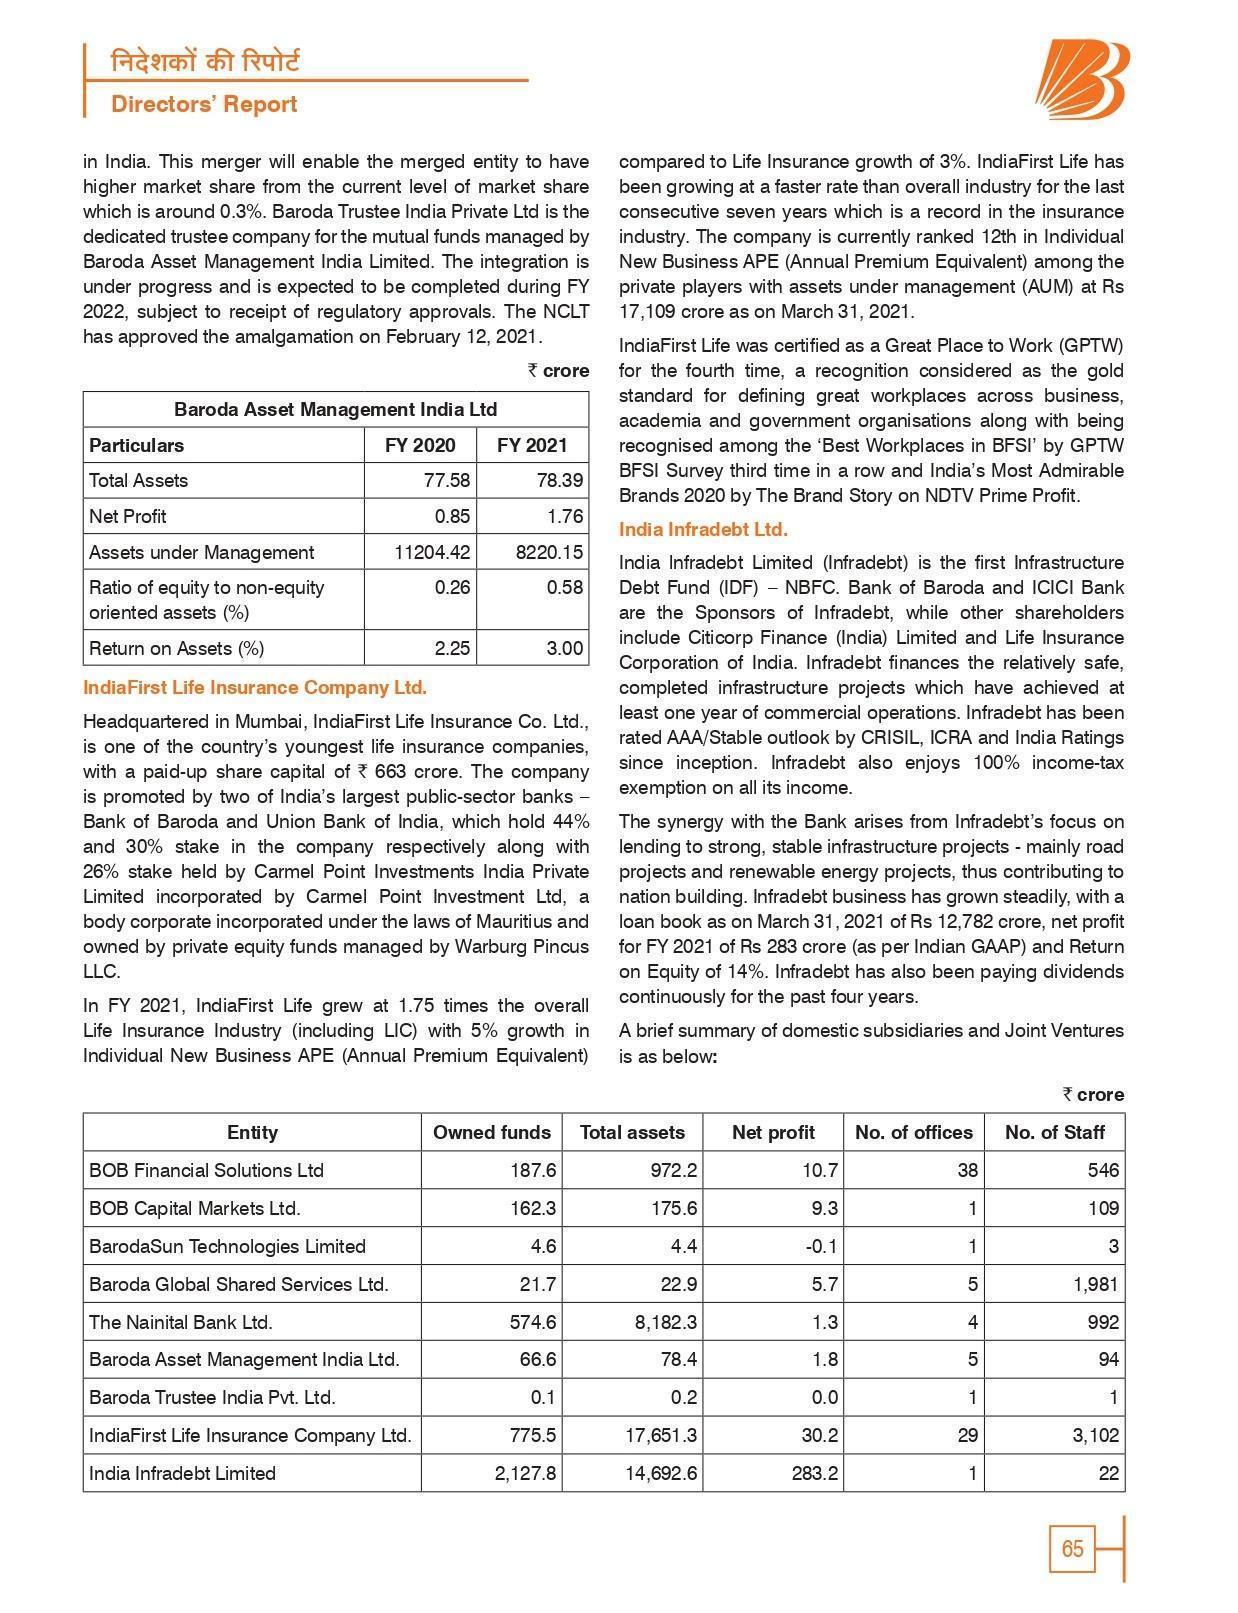 निदेशकों की रिपोर्ट
Directors' Report
in India. This merger will enable the merged entity to have
higher market share from the current level of market share
which is around 0.3%. Baroda Trustee India Private Ltd is the
dedicated trustee company for the mutual funds managed by
Baroda Asset Management India Limited. The integration is
under progress and is expected to be completed during FY
2022, subject to receipt of regulatory approvals. The NCLT
has approved the amalgamation on February 12, 2021.
₹ crore
Baroda Asset Management India Ltd
Particulars FY 2020 FY 2021
Total Assets 77.58 78.39
Net Profit 0.85 1.76
Assets under Management 11204.42 8220.15
Ratio of equity to non-equity 0.26 0.58
oriented assets (%)
Return on Assets (%) 2.25 3.00
IndiaFirst Life Insurance Company Ltd.
Headquartered in Mumbai, IndiaFirst Life Insurance Co. Ltd.,
is one of the country's youngest life insurance companies,
with a paid-up share capital of ₹ 663 crore. The company
is promoted by two of India's largest public-sector banks –
Bank of Baroda and Union Bank of India, which hold 44%
and 30% stake in the company respectively along with
26% stake held by Carmel Point Investments India Private
Limited incorporated by Carmel Point Investment Ltd, a
body corporate incorporated under the laws of Mauritius and
owned by private equity funds managed by Warburg Pincus
LLC.
In FY 2021, IndiaFirst Life grew at 1.75 times the overall
Life Insurance Industry (including LIC) with 5% growth in
Individual New Business APE (Annual Premium Equivalent)
compared to Life Insurance growth of 3%. IndiaFirst Life has
been growing at a faster rate than overall industry for the last
consecutive seven years which is a record in the insurance
industry. The company is currently ranked 12th in Individual
New Business APE (Annual Premium Equivalent) among the
private players with assets under management (AUM) at Rs
17,109 crore as on March 31, 2021.
IndiaFirst Life was certified as a Great Place to Work (GPTW)
for the fourth time, a recognition considered as the gold
standard for defining great workplaces across business,
academia and government organisations along with being
recognised among the 'Best Workplaces in BFSI' by GPTW
BFSI Survey third time in a row and India's Most Admirable
Brands 2020 by The Brand Story on NDTV Prime Profit.
India Infradebt Ltd.
India Infradebt Limited (Infradebt) is the first Infrastructure
Debt Fund (IDF) – NBFC. Bank of Baroda and ICICI Bank
are the Sponsors of Infradebt, while other shareholders
include Citicorp Finance (India) Limited and Life Insurance
Corporation of India. Infradebt finances the relatively safe,
completed infrastructure projects which have achieved at
least one year of commercial operations. Infradebt has been
rated AAA/Stable outlook by CRISIL, ICRA and India Ratings
since inception. Infradebt also enjoys 100% income-tax
exemption on all its income.
The synergy with the Bank arises from Infradebt's focus on
lending to strong, stable infrastructure projects - mainly road
projects and renewable energy projects, thus contributing to
nation building. Infradebt business has grown steadily, with a
loan book as on March 31, 2021 of Rs 12,782 crore, net profit
for FY 2021 of Rs 283 crore (as per Indian GAAP) and Return
on Equity of 14%. Infradebt has also been paying dividends
continuously for the past four years.
A brief summary of domestic subsidiaries and Joint Ventures
is as below:
₹ crore
Entity Owned funds Total assets Net profit No. of offices No. of Staff
BOB Financial Solutions Ltd 187.6 972.2 10.7 38 546
BOB Capital Markets Ltd. 162.3 175.6 9.3 1 109
BarodaSun Technologies Limited 4.6 4.4 -0.1 1 3
Baroda Global Shared Services Ltd. 21.7 22.9 5.7 5 1,981
The Nainital Bank Ltd. 574.6 8,182.3 1.3 4 992
Baroda Asset Management India Ltd. 66.6 78.4 1.8 5 94
Baroda Trustee India Pvt. Ltd. 0.1 0.2 0.0 1 1
IndiaFirst Life Insurance Company Ltd. 775.5 17,651.3 30.2 29 3,102
India Infradebt Limited 2,127.8 14,692.6 283.2 1 22
65